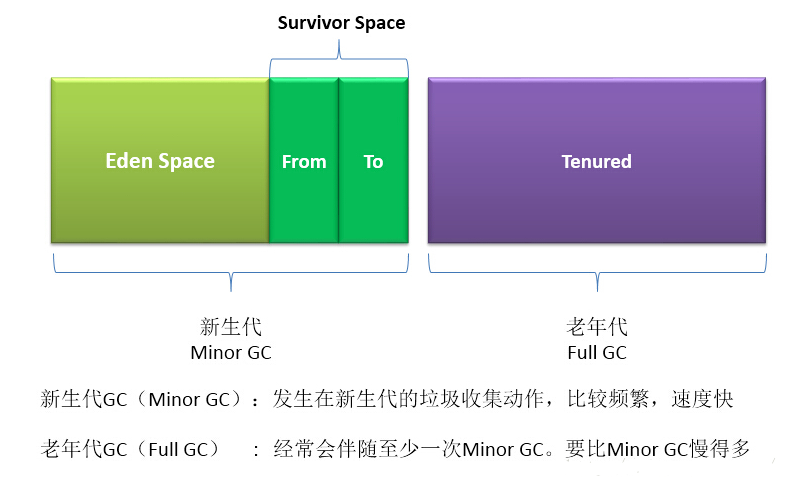 Survivor Space
Eden Space
From
To
Tenured
新生代
Minor GC
老年代
Full GC
新生代GC（Minor GC）：发生在新生代的垃圾收集动作，比较频繁，速度快
老年代GC（Full GC） ：经常会伴随至少一次Minor GC。要比Minor GC慢得多